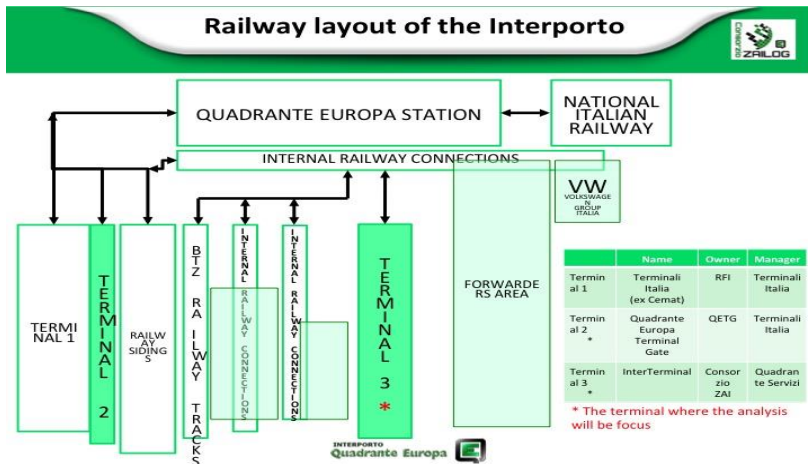 Railway layout of the Interporto
Consorzio
ZAILOG
QUADRANTE EUROPA STATION
NATIONAL
ITALIAN
RAILWAY
INTERNAL RAILWAY CONNECTIONS
VW
VOLKSWAGE
N
GROUP
ITALIA
TERMI
NAL 1
TERMINAL 2
RAILW
AY
SIDING
S
BTZ RAILWAY TRACKS
INTERNAL RAILWAY CONNECTIONS
INTERNAL RAILWAY CONNECTIONS
TERMINAL 3 *
FORWARDE
RS AREA
Name Owner Manager
Termin
al 1
Terminali
Italia
(ex Cemat)
RFI
Terminali
Italia
Termin
al 2
*
Quadrante
Europa
Terminal
Gate
QETG
Terminali
Italia
Termin
al 3
*
InterTerminal
Consor
zio
ZAI
Quadran
te Servizi
* The terminal where the analysis
will be focus
INTERPORTO
Quadrante Europa